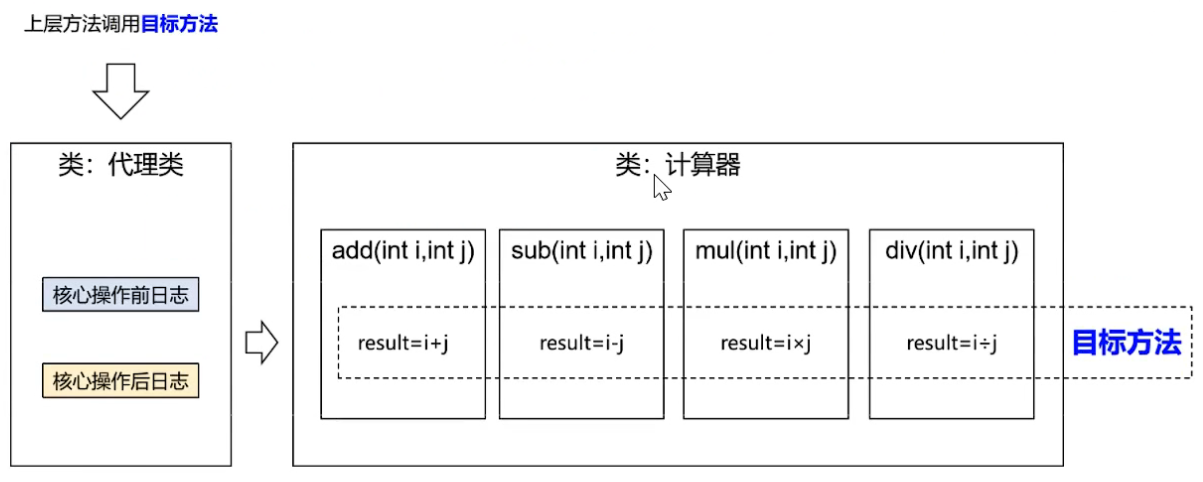 上层方法调用目标方法
类：代理类
核心操作前日志
核心操作后日志
类：计算器
add(int i,int j)
sub(int i,int j)
mul(int i,int j)
div(int i,int j)
result=i+j
result=i-j
result=i×j
result=i÷j
目标方法